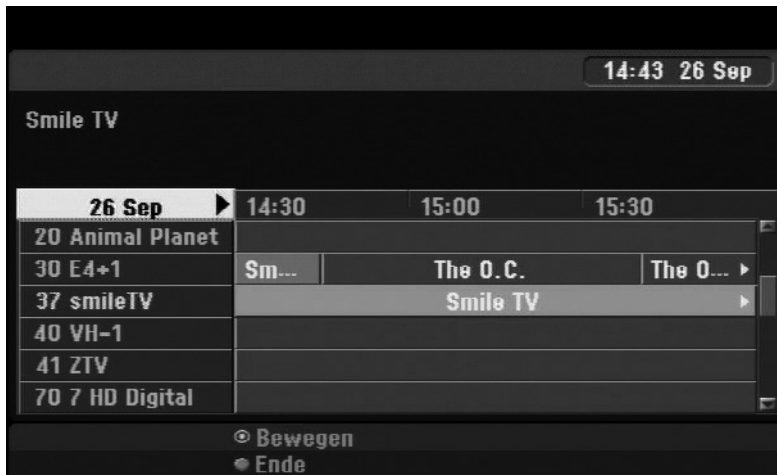 14:43 26 Sep
Smile TV
26 Sep 14:30 15:00 15:30
20 Animal Planet
30 E4+1 Sm... The O.C. The O...
37 smileTV Smile TV
40 VH-1
41 ZTV
70 7 HD Digital
Bewegen
Ende